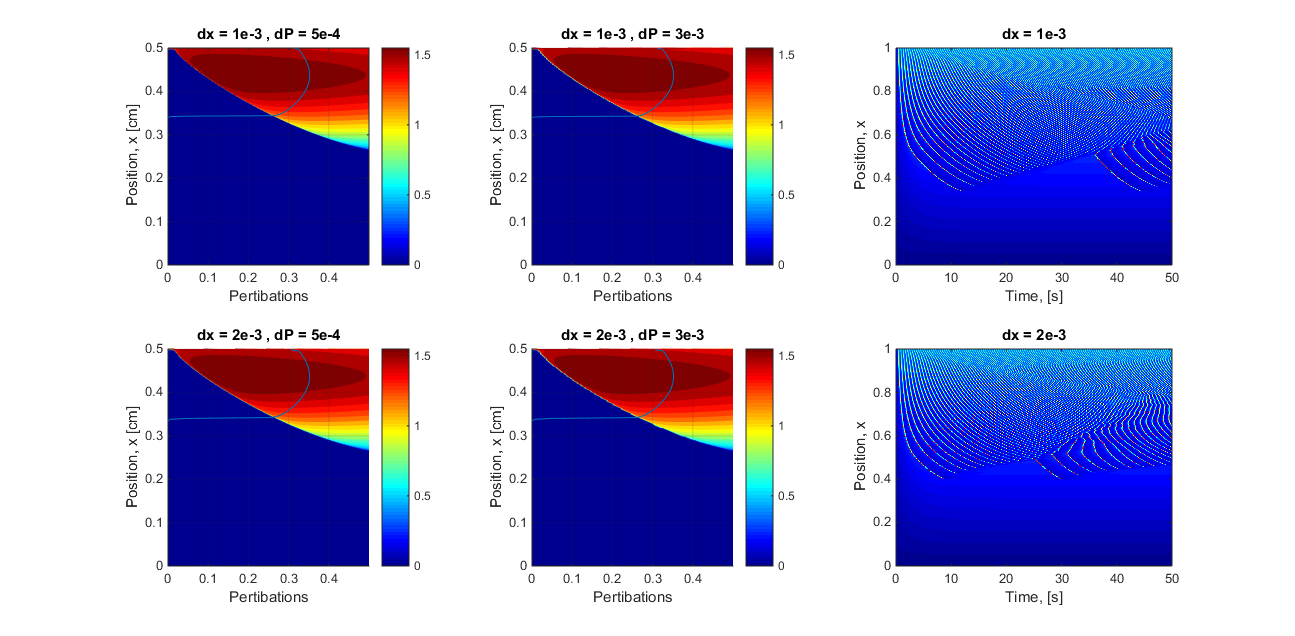 dx = 1e-3 , dP = 5e-4
0.5
0.4
0.3
0.2
0.1
0
Position, x [cm]
0 0.1 0.2 0.3 0.4
Pertibations
1.5
1
0.5
0
dx = 1e-3 , dP = 3e-3
0.5
0.4
0.3
0.2
0.1
0
Position, x [cm]
0 0.1 0.2 0.3 0.4
Pertibations
1.5
1
0.5
0
dx = 1e-3
1
0.8
0.6
0.4
0.2
0
Position, x
0 10 20 30 40 50
Time, [s]
dx = 2e-3 , dP = 5e-4
0.5
0.4
0.3
0.2
0.1
0
Position, x [cm]
0 0.1 0.2 0.3 0.4
Pertibations
1.5
1
0.5
0
dx = 2e-3 , dP = 3e-3
0.5
0.4
0.3
0.2
0.1
0
Position, x [cm]
0 0.1 0.2 0.3 0.4
Pertibations
1.5
1
0.5
0
dx = 2e-3
1
0.8
0.6
0.4
0.2
0
Position, x
0 10 20 30 40 50
Time, [s]